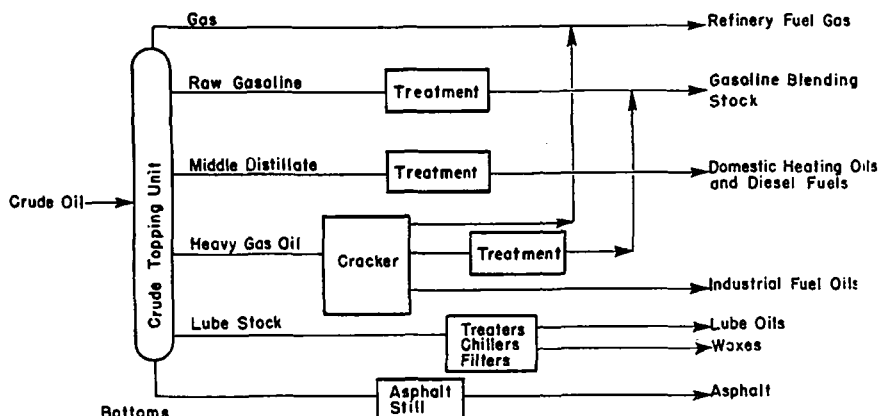 Gas
Refinery Fuel Gas
Raw Gasoline
Treatment
Gasoline Blending
Stock
Middle Distillate
Treatment
Domestic Heating Oils
and Diesel Fuels
Crude Oil
Crude Topping Unit
Heavy Gas Oil
Cracker
Treatment
Industrial Fuel Oils
Lube Stock
Treaters
Chillers
Filters
Lube Oils
Waxes
Asphalt
Still
Asphalt
Bottoms